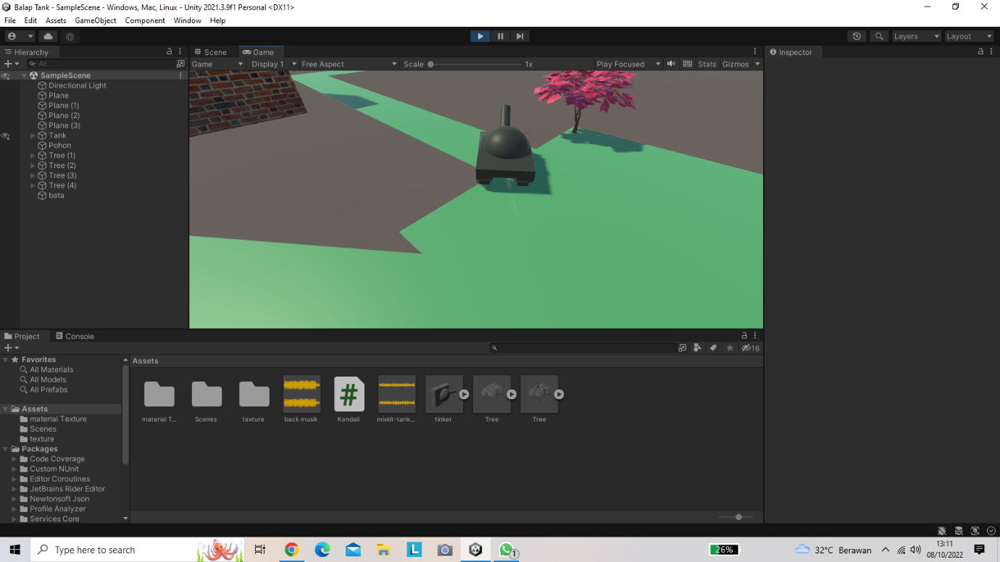 Balap Tank - SampleScene - Windows, Mac, Linux - Unity 2021.3.9f1 Personal <DX11>
File Edit Assets GameObject Component Window Help
Layers Layout
Hierarchy
All
SampleScene
Directional Light
Plane
Plane (1)
Plane (2)
Plane (3)
Tank
Pohon
Tree (1)
Tree (2)
Tree (3)
Tree (4)
bata
Scene Game
Game Display 1 Free Aspect Scale 1x Play Focused Stats Gizmos
Inspector
Project Console
16
Favorites
All Materials
All Models
All Prefabs
Assets
material Texture
Scenes
texture
Packages
Code Coverage
Custom NUnit
Editor Coroutines
JetBrains Rider Editor
Newtonsoft Json
Profile Analyzer
Services Core
Assets
#
material T... Scenes texture back musik Kendali mixkit-tank... tinker Tree Tree
Type here to search
L
1
26%
32°C Berawan
13:11
08/10/2022